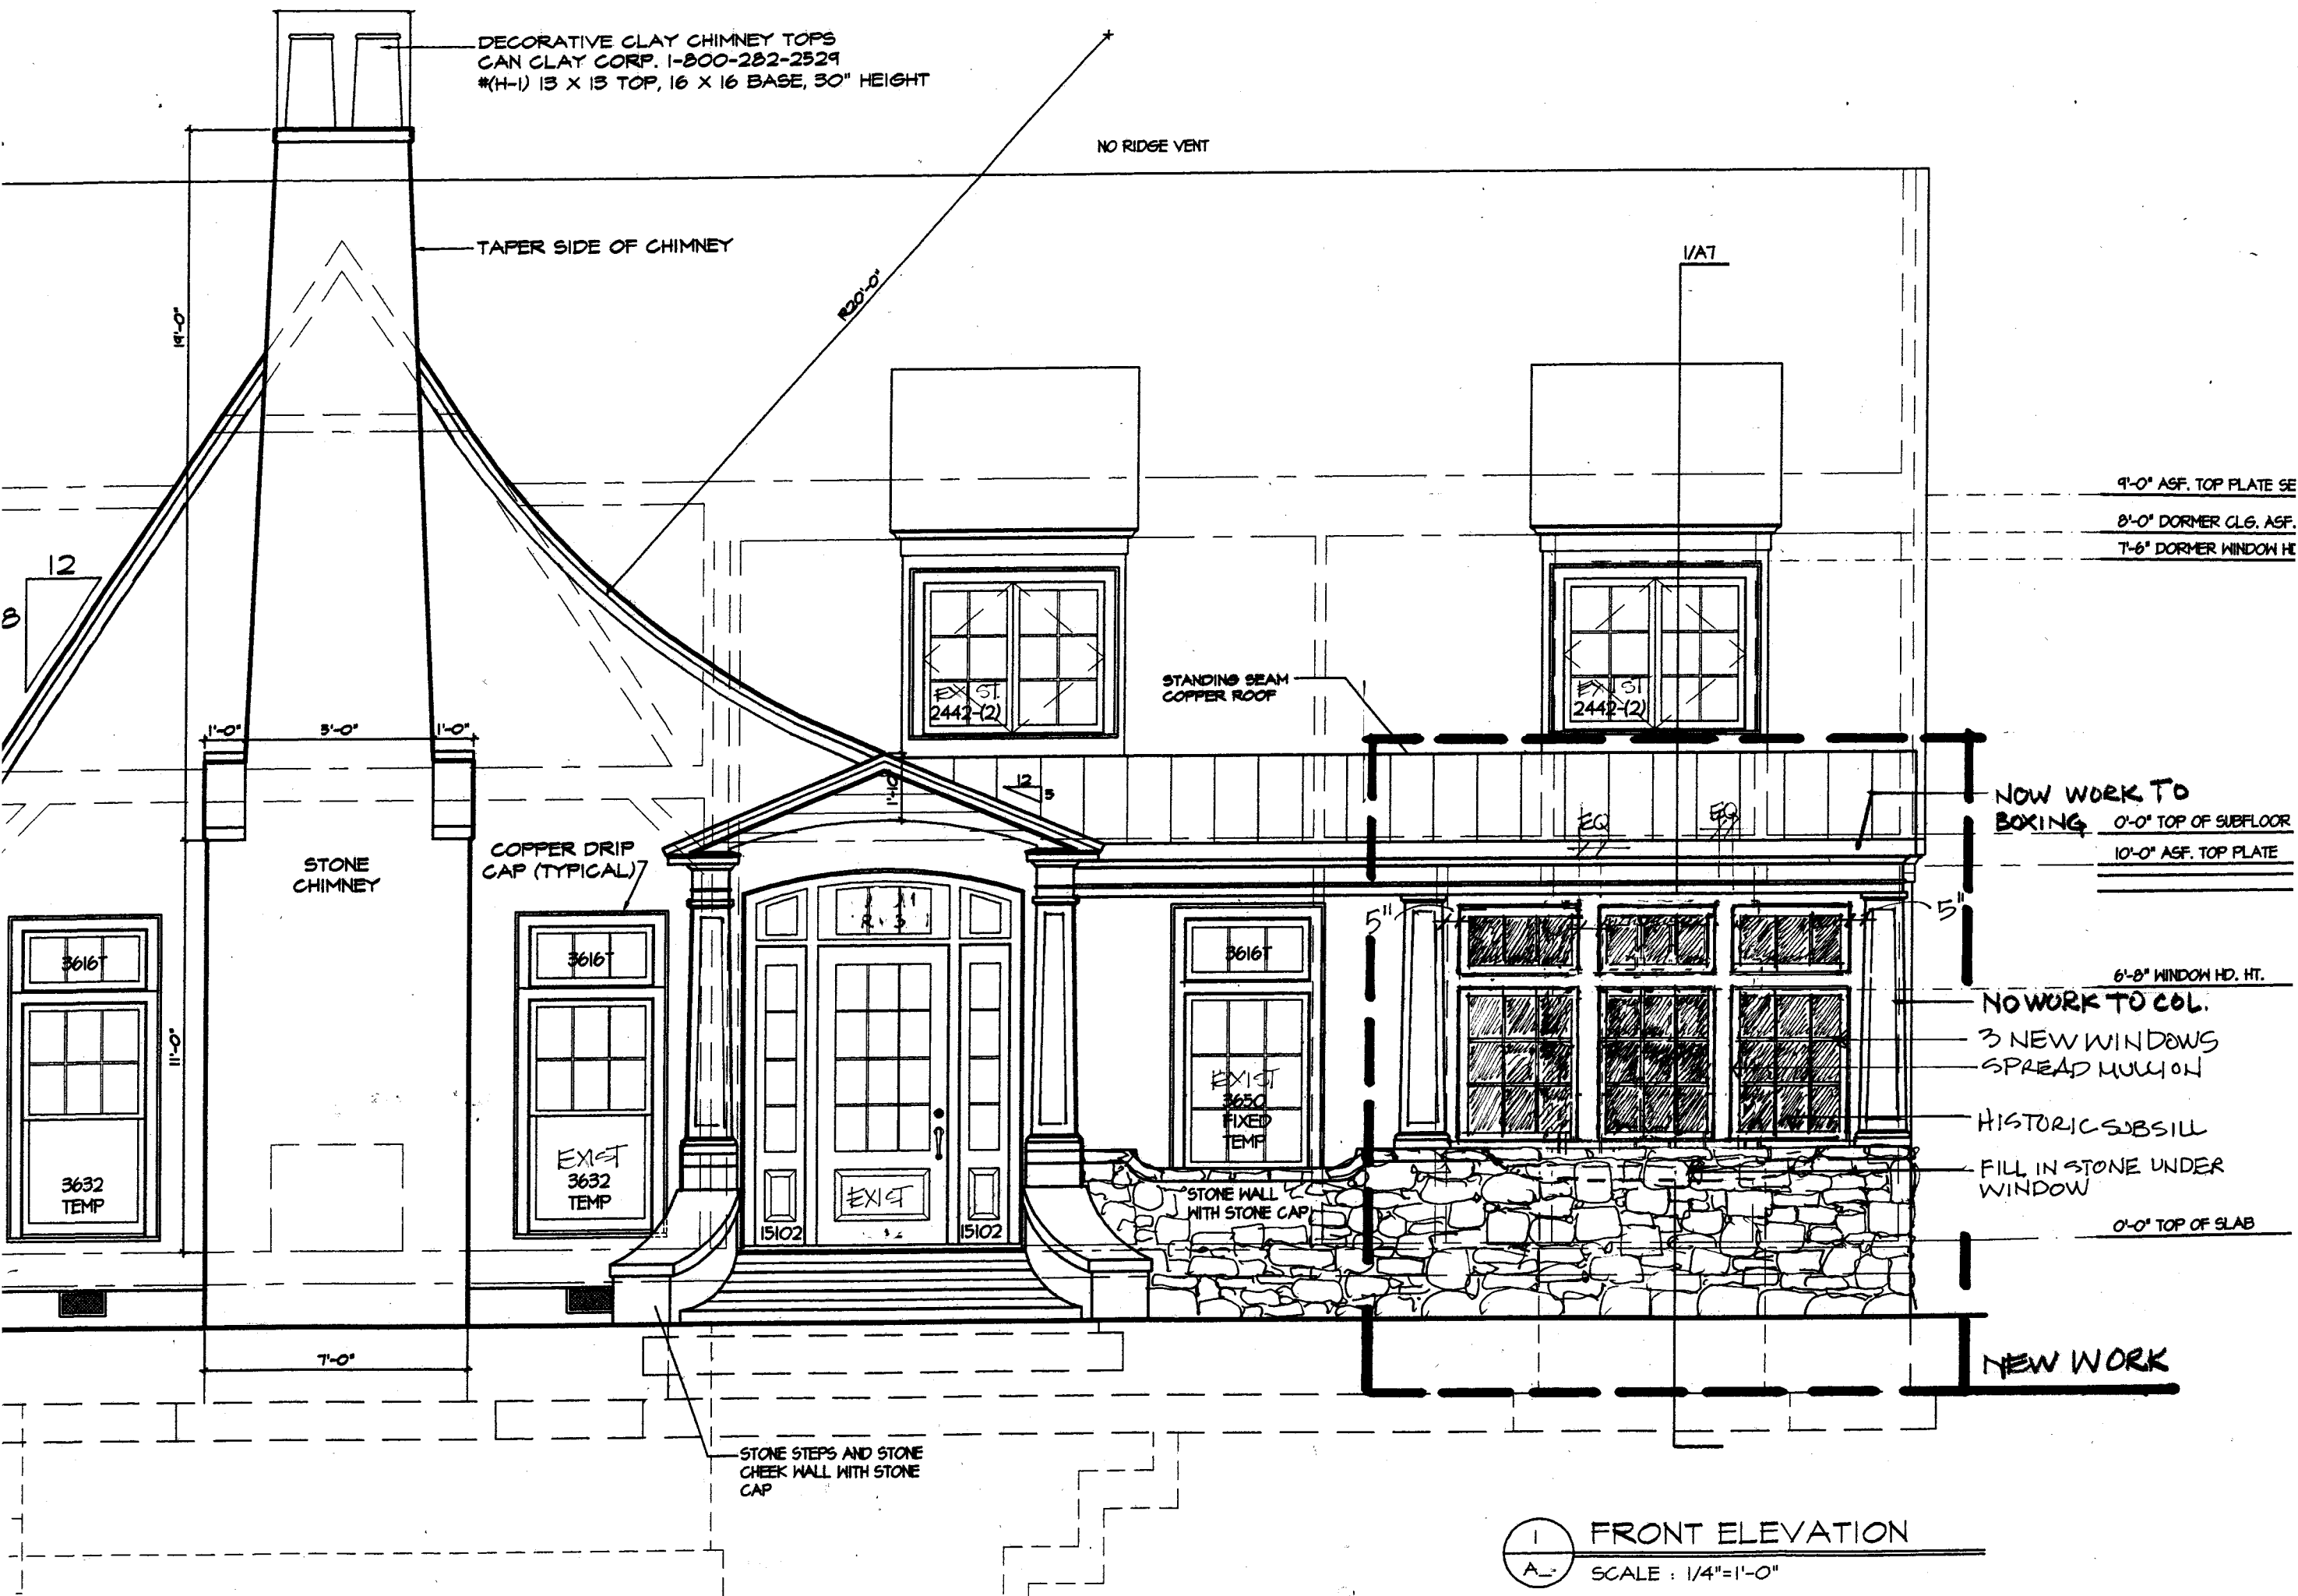 DECORATIVE CLAY CHIMNEY TOPS
CAN CLAY CORP. 1-800-282-2529
#(H-1) 13 X 13 TOP, 16 X 16 BASE, 30" HEIGHT
NO RIDGE VENT
TAPER SIDE OF CHIMNEY
1/A7
R20'-0"
19'-0"
9'-0" ASF. TOP PLATE SE
8'-0" DORMER CLG. ASF.
7'-6" DORMER WINDOW H
12
8
STANDING SEAM
COPPER ROOF
EXIST
2442-(2)
EXIST
2442-(2)
1'-0"
3'-0"
1'-0"
12
3
1'-10"
NOW WORK TO
BOXING
0'-0" TOP OF SUBFLOOR
EQ
EQ
10'-0" ASF. TOP PLATE
COPPER DRIP
CAP (TYPICAL)
STONE
CHIMNEY
5"
5"
3616T
3616T
3616T
6'-8" WINDOW HD. HT.
NO WORK TO COL.
3 NEW WINDOWS
SPREAD MULLION
11'-0"
EXIST
3650
FIXED
TEMP
HISTORIC SUBSILL
FILL IN STONE UNDER
WINDOW
3632
TEMP
EXIST
3632
TEMP
EXIST
15102
15102
STONE WALL
WITH STONE CAP
0'-0" TOP OF SLAB
7'-0"
NEW WORK
STONE STEPS AND STONE
CHEEK WALL WITH STONE
CAP
1
A
FRONT ELEVATION
SCALE : 1/4"=1'-0"